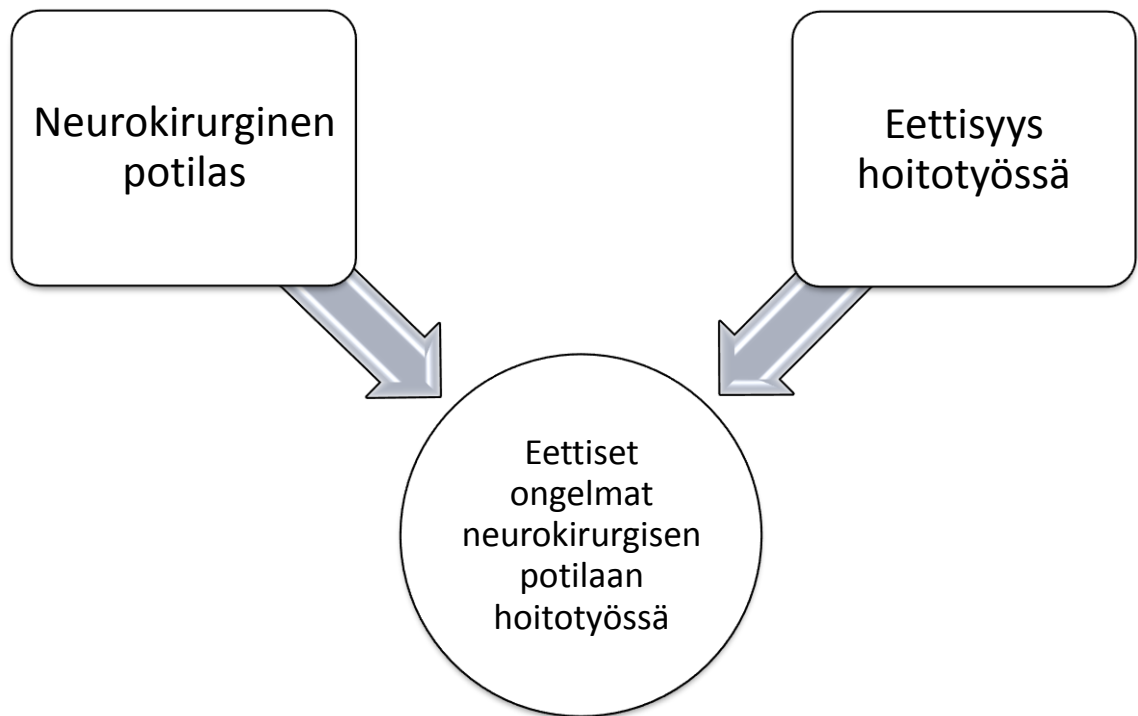 Neurokirurginen
potilas
Eettisyys
hoitotyössä
Eettiset
ongelmat
neurokirurgisen
potilaan
hoitotyössä